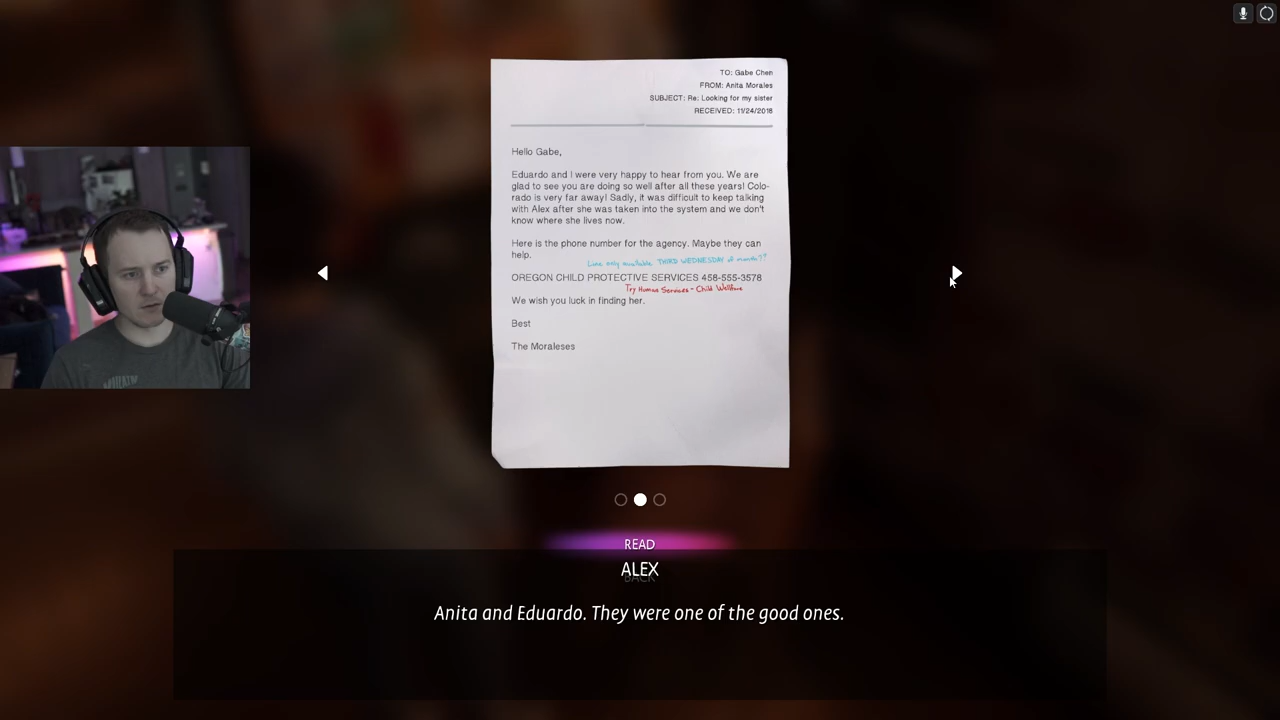 TO: Gabe Chen
FROM: Anita Morales
SUBJECT: Re: Looking for my sister
RECEIVED: 11/24/2018
Hello Gabe,
Eduardo and I were very happy to hear from you. We are
glad to see you are doing so well after all these years! Colo-
rado is very far away! Sadly, it was difficult to keep talking
with Alex after she was taken into the system and we don't
know where she lives now.
Here is the phone number for the agency. Maybe they can
help.
Line only available THIRD WEDNESDAY of month??
OREGON CHILD PROTECTIVE SERVICES 458-555-3578
Try Human Services - Child Welfare
We wish you luck in finding her.
Best
The Moraleses
READ
ALEX
BACK
Anita and Eduardo. They were one of the good ones.